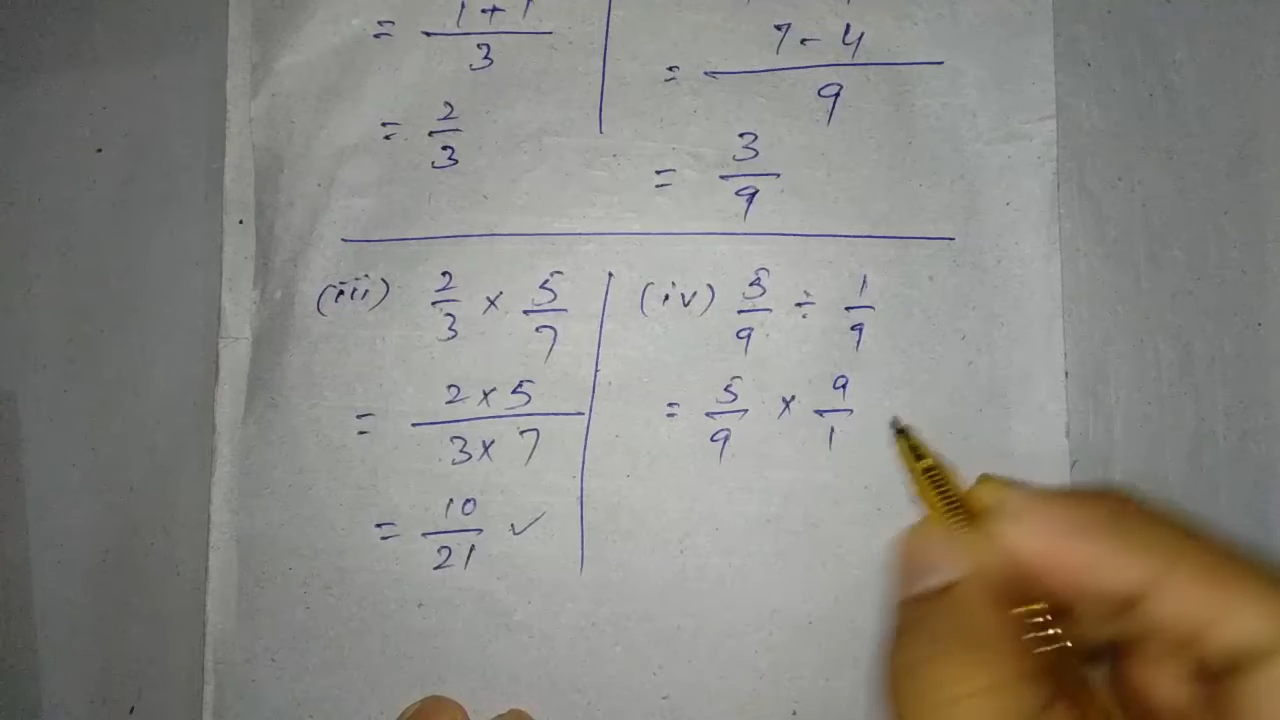 = 1+1/3
= 2/3
= 7-4/9
= 3/9
(iii) 2/3 × 5/7
= 2×5/3×7
= 10/21 ✓
(iv) 5/9 ÷ 1/9
= 5/9 × 9/1